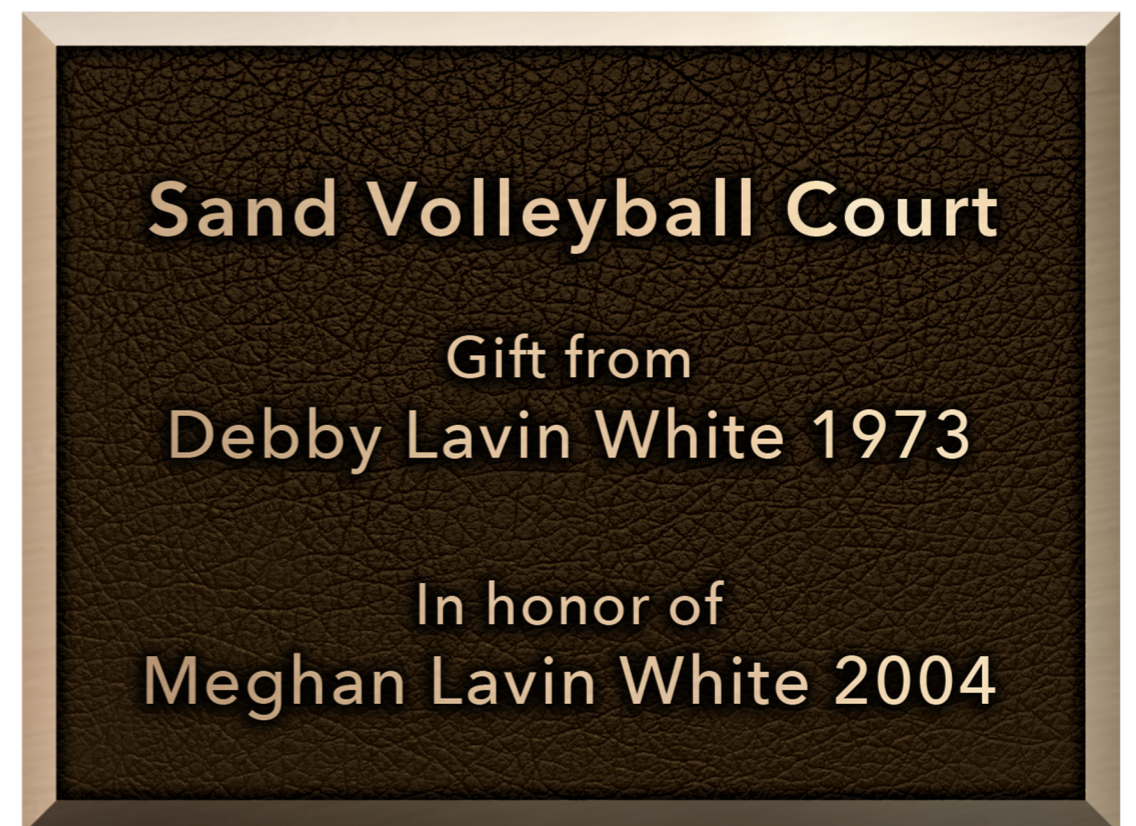 Sand Volleyball Court
Gift from
Debby Lavin White 1973
In honor of
Meghan Lavin White 2004